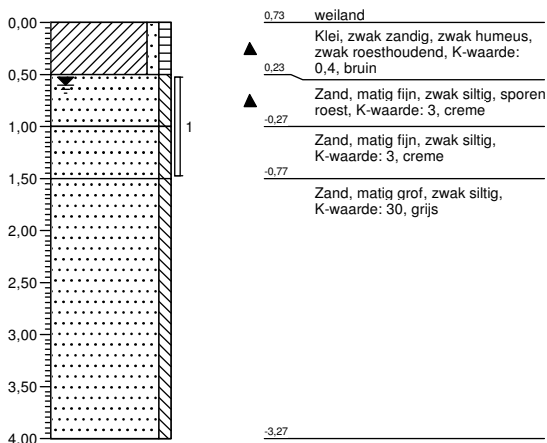 0,00
0,50
1,00
1,50
2,00
2,50
3,00
3,50
4,00
1
0,73 weiland
Klei, zwak zandig, zwak humeus,
zwak roesthoudend, K-waarde:
0,4, bruin
0,23
Zand, matig fijn, zwak siltig, sporen
roest, K-waarde: 3, creme
-0,27
Zand, matig fijn, zwak siltig,
K-waarde: 3, creme
-0,77
Zand, matig grof, zwak siltig,
K-waarde: 30, grijs
-3,27